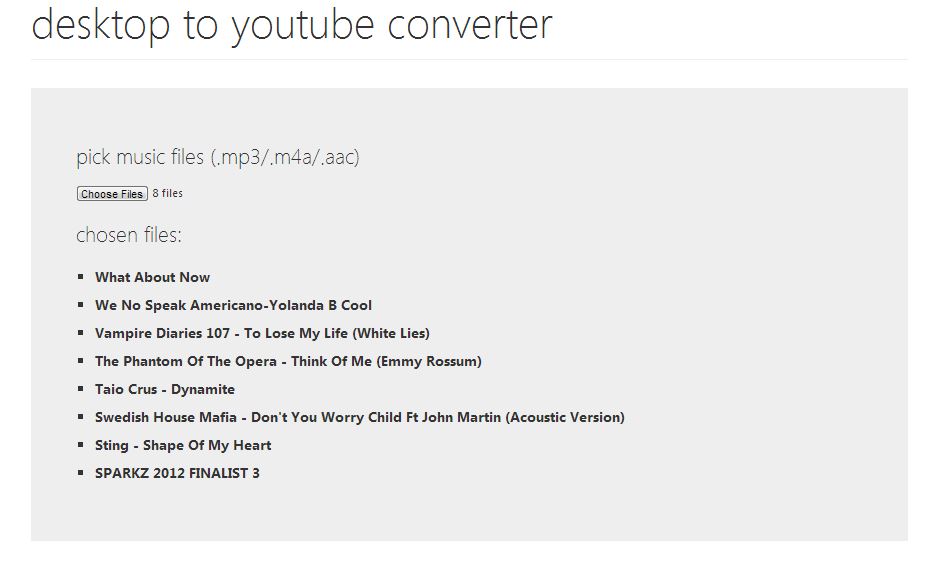 desktop to youtube converter
pick music files (.mp3/.m4a/.aac)
Choose Files 8 files
chosen files:
What About Now
We No Speak Americano-Yolanda B Cool
Vampire Diaries 107 - To Lose My Life (White Lies)
The Phantom Of The Opera - Think Of Me (Emmy Rossum)
Taio Crus - Dynamite
Swedish House Mafia - Don't You Worry Child Ft John Martin (Acoustic Version)
Sting - Shape Of My Heart
SPARKZ 2012 FINALIST 3